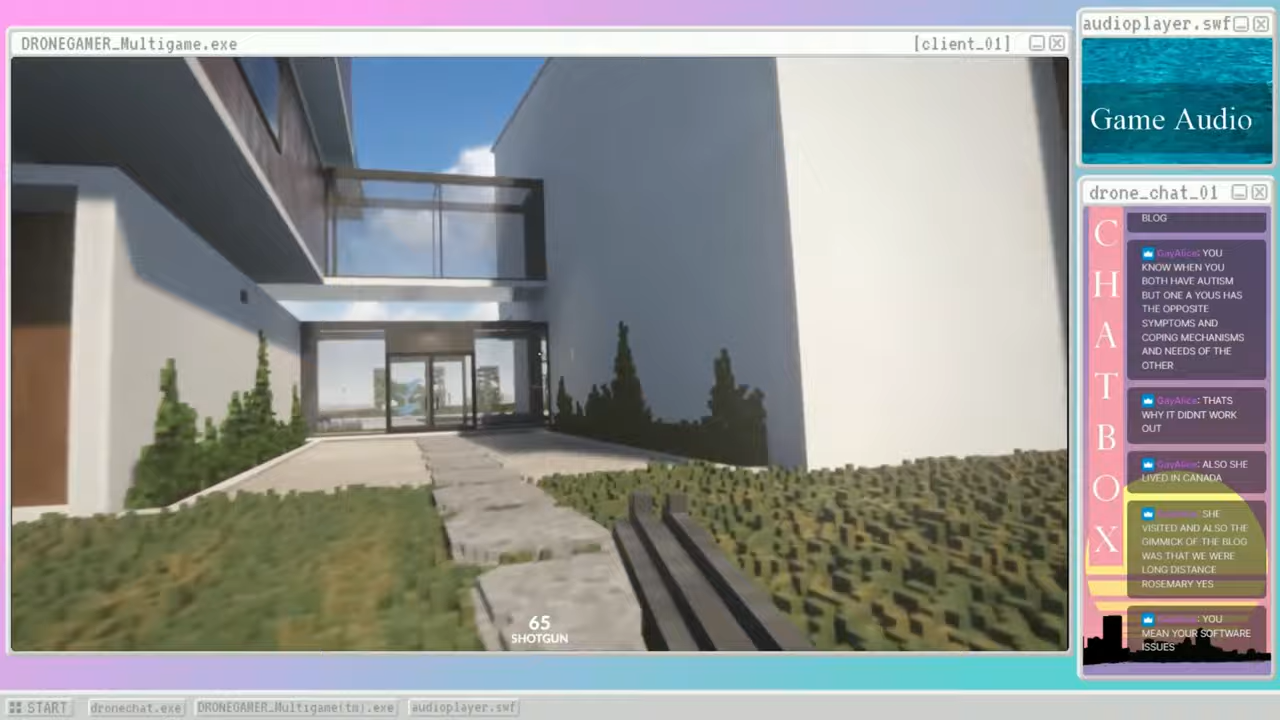 DRONEGAMER_Multigame.exe
[client_01]
65
SHOTGUN
audioplayer.swf
Game Audio
drone_chat_01
CHATBOX
BLOG
GayAlice: YOU
KNOW WHEN YOU
BOTH HAVE AUTISM
BUT ONE A YOUS HAS
THE OPPOSITE
SYMPTOMS AND
COPING MECHANISMS
AND NEEDS OF THE
OTHER
GayAlice: THATS
WHY IT DIDNT WORK
OUT
GayAlice: ALSO SHE
LIVED IN CANADA
GayAlice: SHE
VISITED AND ALSO THE
GIMMICK OF THE BLOG
WAS THAT WE WERE
LONG DISTANCE
ROSEMARY YES
GayAlice: YOU
MEAN YOUR SOFTWARE
ISSUES
START
dronechat.exe
DRONEGAMER_Multigame(tm).exe
audioplayer.swf